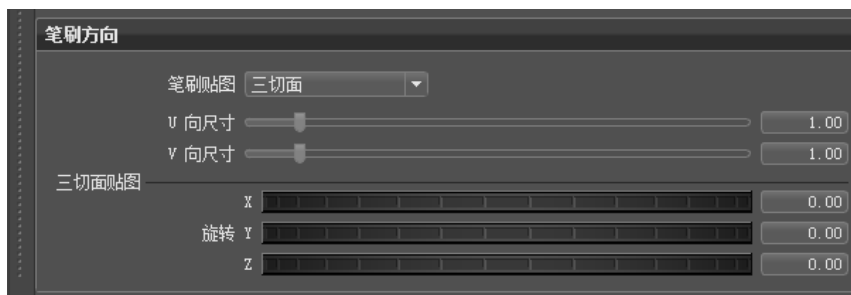 笔刷方向
笔刷贴图 三切面
U 向尺寸 1.00
V 向尺寸 1.00
三切面贴图
X 0.00
旋转 Y 0.00
Z 0.00